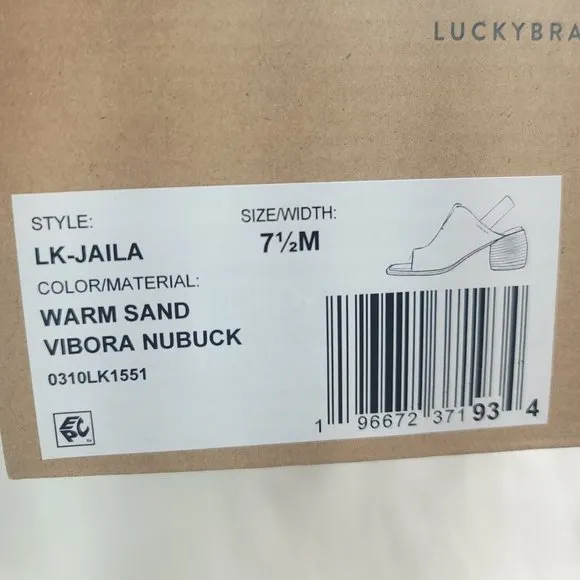 LUCKYBRA
STYLE:
LK-JAILA
SIZE/WIDTH:
7½M
COLOR/MATERIAL:
WARM SAND
VIBORA NUBUCK
0310LK1551
EPC
1 96672 37193 4